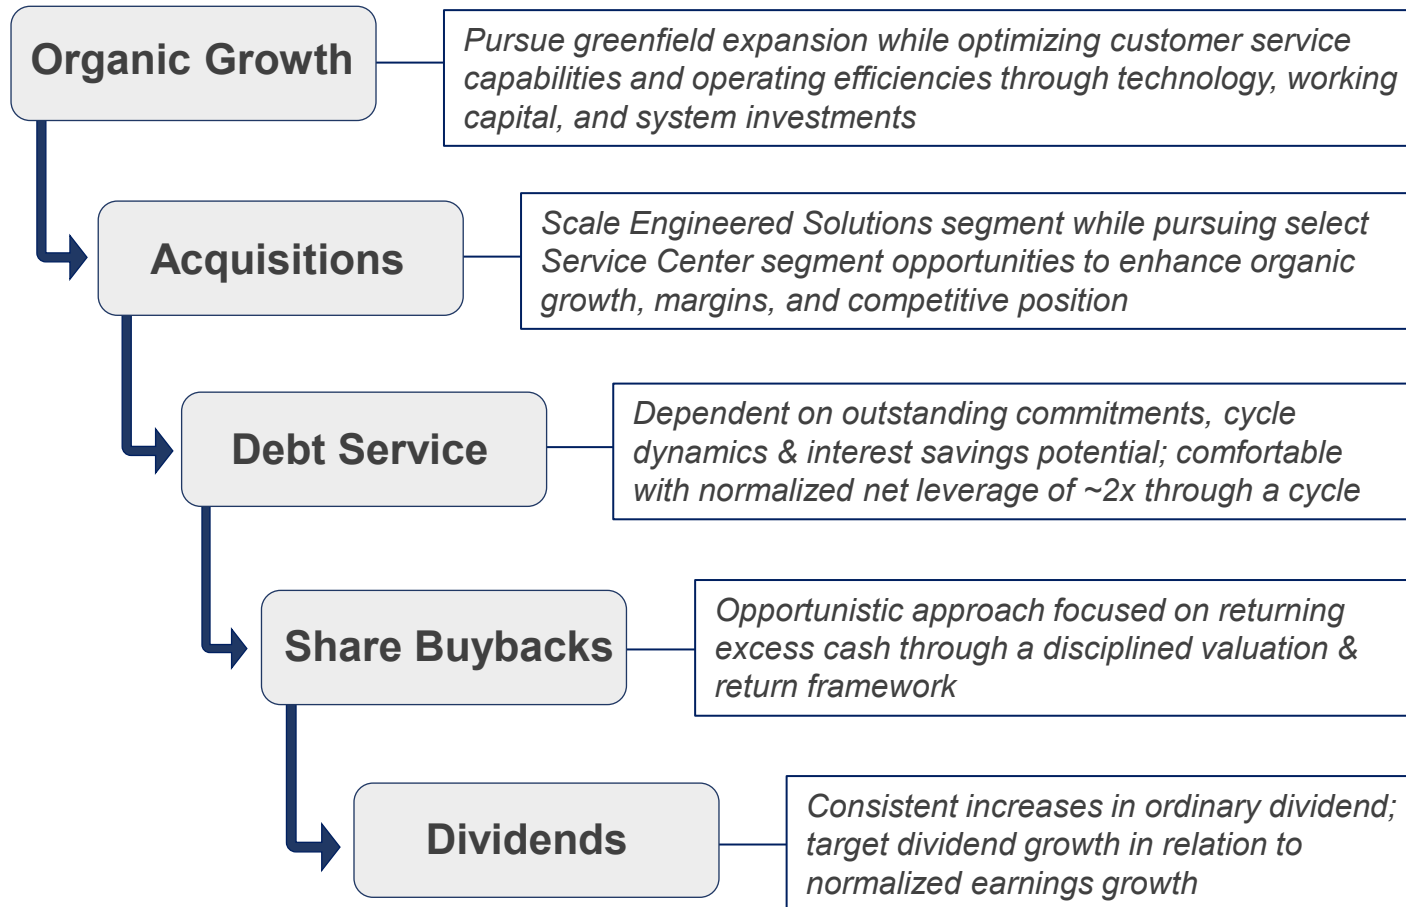 Organic Growth
Pursue greenfield expansion while optimizing customer service
capabilities and operating efficiencies through technology, working
capital, and system investments
Acquisitions
Scale Engineered Solutions segment while pursuing select
Service Center segment opportunities to enhance organic
growth, margins, and competitive position
Debt Service
Dependent on outstanding commitments, cycle
dynamics & interest savings potential; comfortable
with normalized net leverage of ~2x through a cycle
Share Buybacks
Opportunistic approach focused on returning
excess cash through a disciplined valuation &
return framework
Dividends
Consistent increases in ordinary dividend;
target dividend growth in relation to
normalized earnings growth